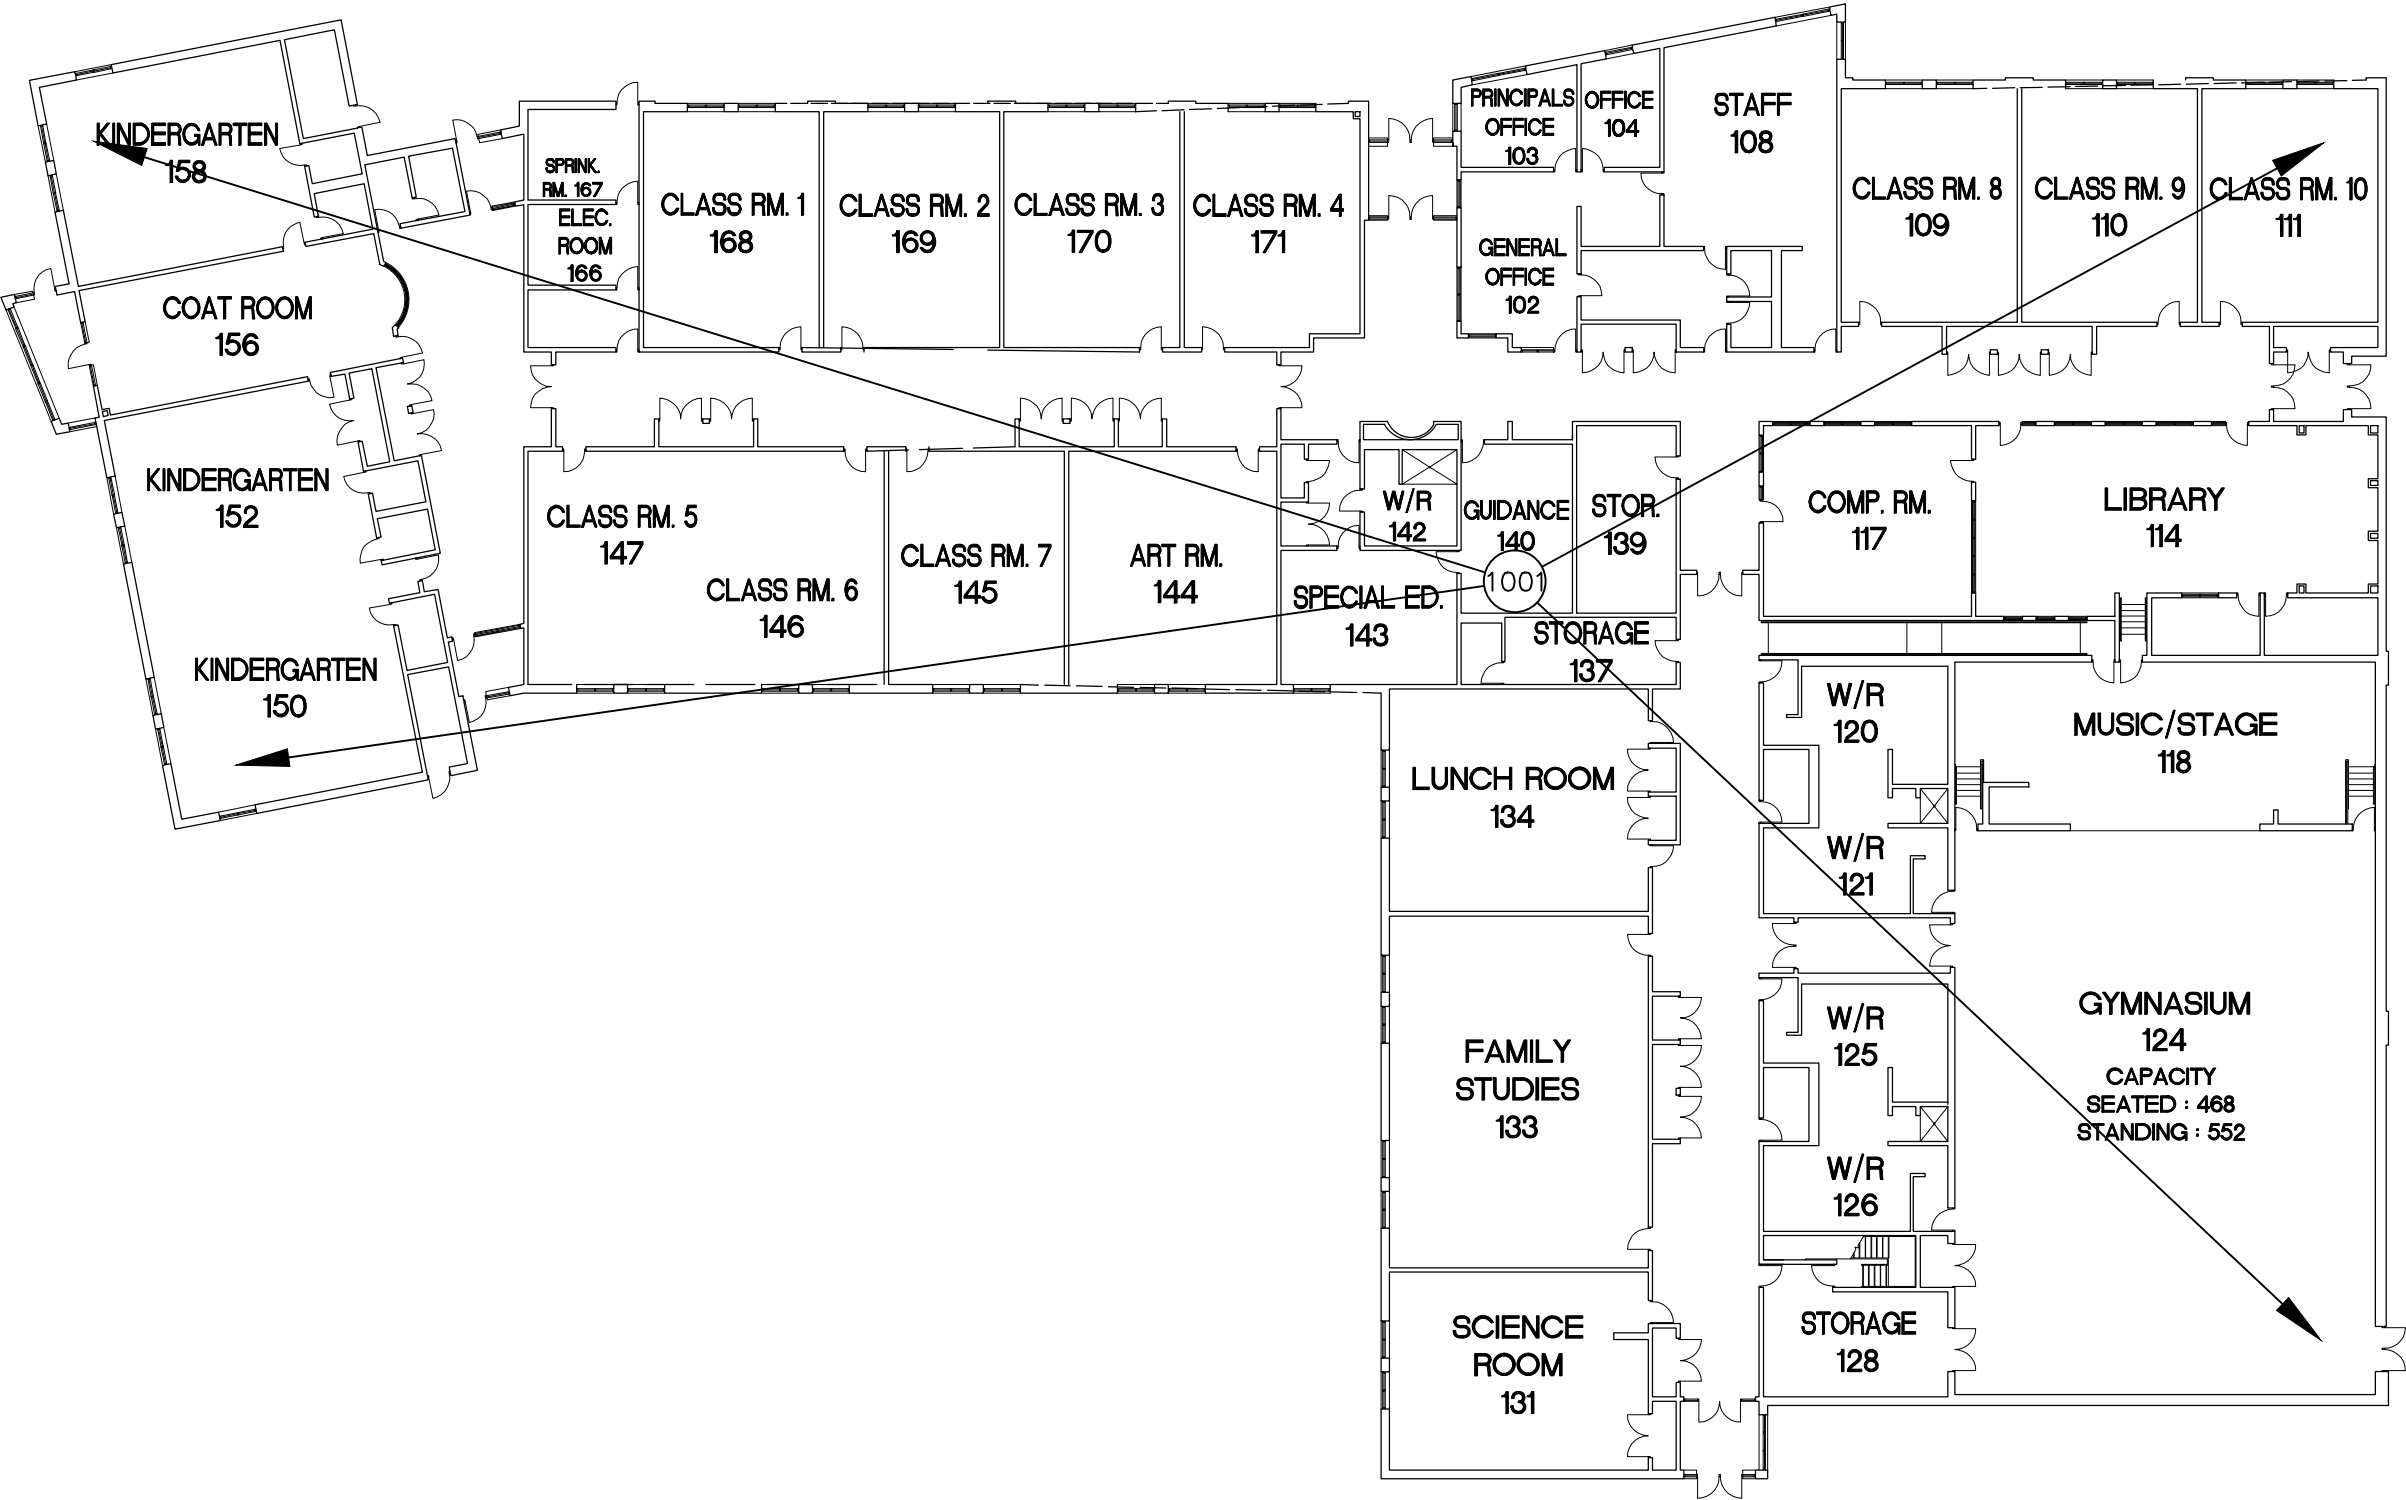 PRINCIPALS
OFFICE
103
OFFICE
104
STAFF
108
KINDERGARTEN
158
SPRINK.
RM. 167
ELEC.
ROOM
166
CLASS RM. 1
168
CLASS RM. 2
169
CLASS RM. 3
170
CLASS RM. 4
171
GENERAL
OFFICE
102
CLASS RM. 8
109
CLASS RM. 9
110
CLASS RM. 10
111
COAT ROOM
156
KINDERGARTEN
152
CLASS RM. 5
147
CLASS RM. 6
146
CLASS RM. 7
145
ART RM.
144
W/R
142
GUIDANCE
140
STOR.
139
1001
SPECIAL ED.
143
STORAGE
137
COMP. RM.
117
LIBRARY
114
KINDERGARTEN
150
LUNCH ROOM
134
W/R
120
MUSIC/STAGE
118
W/R
121
FAMILY
STUDIES
133
W/R
125
GYMNASIUM
124
CAPACITY
SEATED : 468
STANDING : 552
W/R
126
SCIENCE
ROOM
131
STORAGE
128